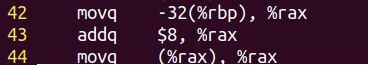 42 movq -32(%rbp), %rax
43 addq $8, %rax
44 movq (%rax), %rax